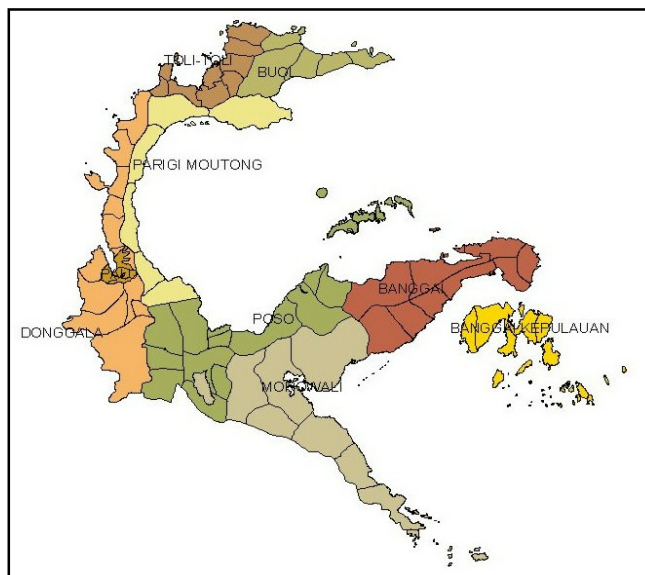 TOLI-TOLI
BUOL
PARIGI MOUTONG
PALU
BANGGAI
BANGGAI KEPULAUAN
POSO
DONGGALA
MOROWALI